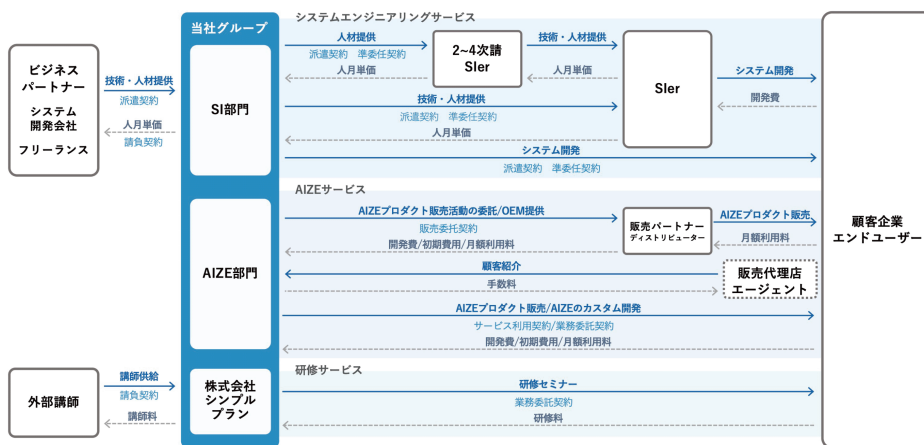 システムエンジニアリングサービス
当社グループ
ビジネス
パートナー
システム
開発会社
フリーランス
技術・人材提供
派遣契約
人月単価
請負契約
SI部門
人材提供
派遣契約 準委任契約
人月単価
2~4次請
SIer
技術・人材提供
人月単価
SIer
システム開発
開発費
技術・人材提供
派遣契約 準委任契約
人月単価
システム開発
派遣契約 準委任契約
顧客企業
エンドユーザー
AIZEサービス
AIZE部門
AIZEプロダクト販売活動の委託/OEM提供
販売委託契約
開発費/初期費用/月額利用料
販売パートナー
ディストリビューター
AIZEプロダクト販売
月額利用料
顧客紹介
手数料
販売代理店
エージェント
AIZEプロダクト販売/AIZEのカスタム開発
サービス利用契約/業務委託契約
開発費/初期費用/月額利用料
研修サービス
外部講師
講師供給
請負契約
講師料
株式会社
シンプル
プラン
研修セミナー
業務委託契約
研修料